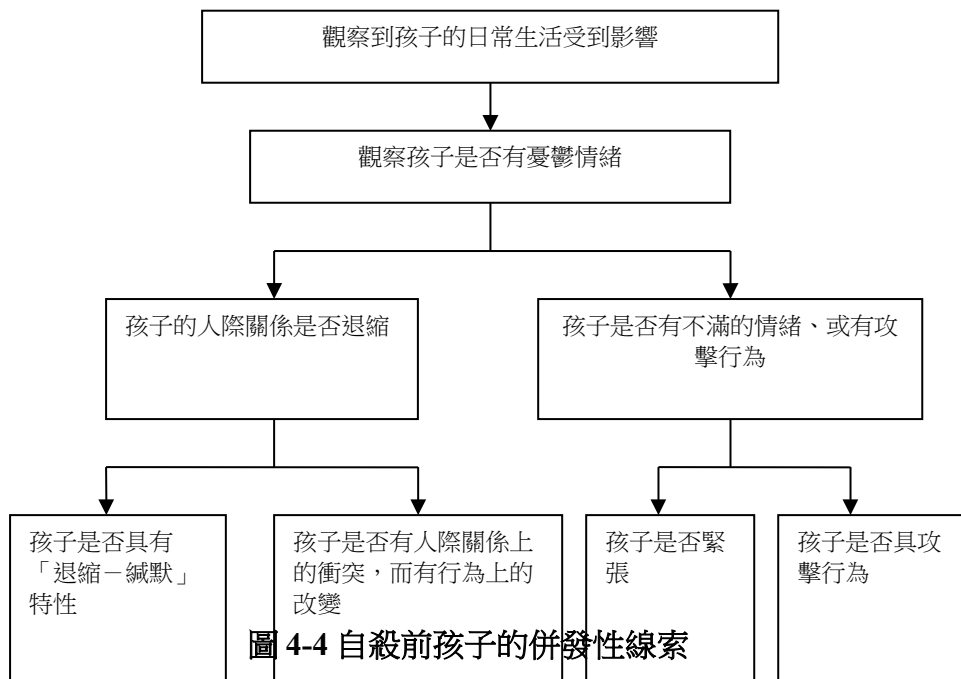 觀察到孩子的日常生活受到影響
觀察孩子是否有憂鬱情緒
孩子的人際關係是否退縮
孩子是否有不滿的情緒、或有攻
擊行為
孩子是否具有
「退縮－緘默」
特性
孩子是否有人際關係上
的衝突，而有行為上的
改變
孩子是否緊
張
孩子是否具攻
擊行為
圖 4-4 自殺前孩子的併發性線索